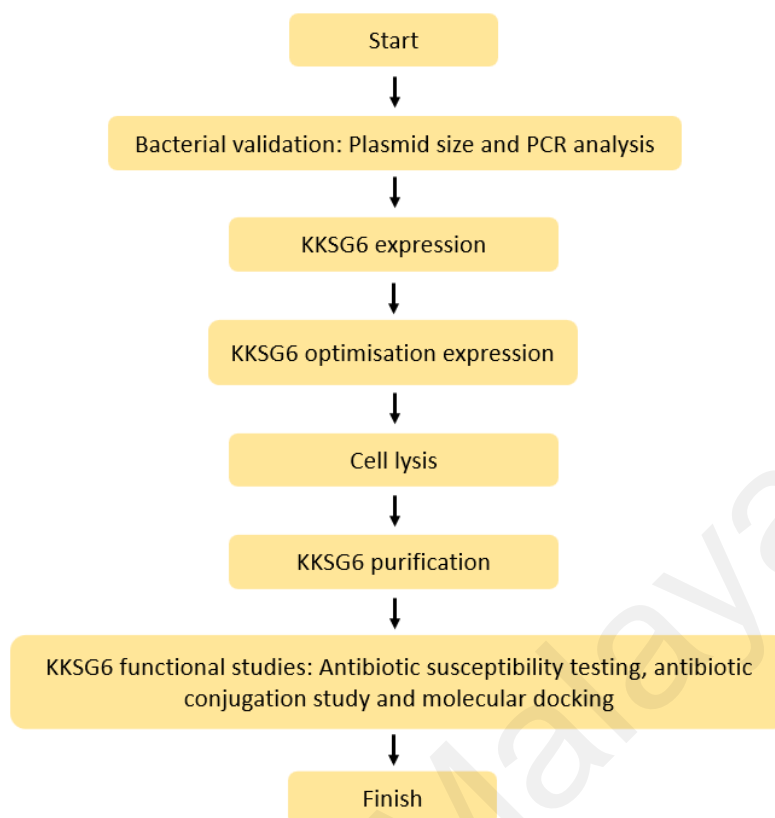 Start
Bacterial validation: Plasmid size and PCR analysis
KKSG6 expression
KKSG6 optimisation expression
Cell lysis
KKSG6 purification
KKSG6 functional studies: Antibiotic susceptibility testing, antibiotic
conjugation study and molecular docking
Finish
Malaya